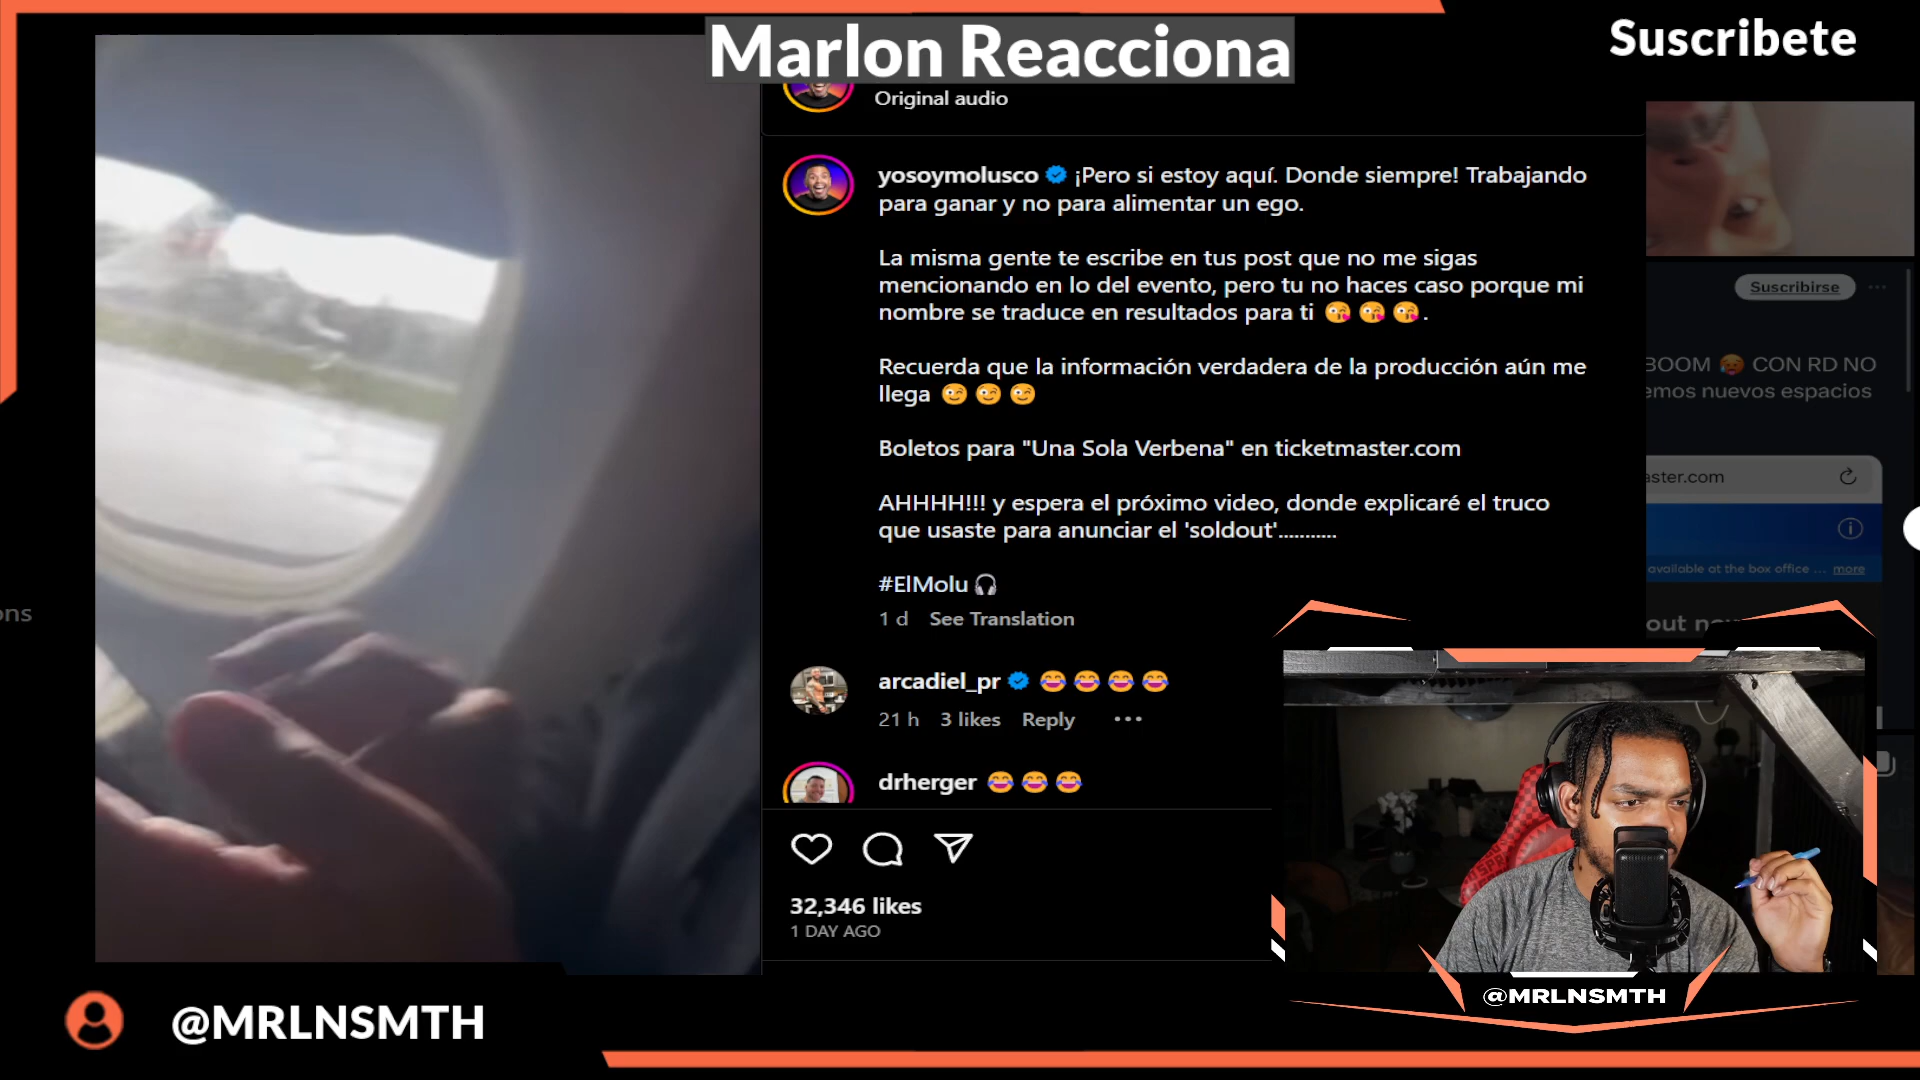 Marlon Reacciona
Suscribete
Original audio
yosoymolusco ¡Pero si estoy aquí. Donde siempre! Trabajando
para ganar y no para alimentar un ego.
La misma gente te escribe en tus post que no me sigas
mencionando en lo del evento, pero tu no haces caso porque mi
nombre se traduce en resultados para ti 😘 😘 😘 .
Recuerda que la información verdadera de la producción aún me
llega 😉 😉 😉
Boletos para "Una Sola Verbena" en ticketmaster.com
AHHHH!!! y espera el próximo video, donde explicaré el truco
que usaste para anunciar el 'soldout'...........
#ElMolu 🎧
1 d See Translation
arcadiel_pr 😂 😂 😂 😂
21 h 3 likes Reply
drherger 😂 😂 😂
32,346 likes
1 DAY AGO
Suscribirse
BOOM 🥵 CON RD NO
emos nuevos espacios
aster.com
available at the box office ... more
out
ons
@MRLNSMTH
@MRLNSMTH